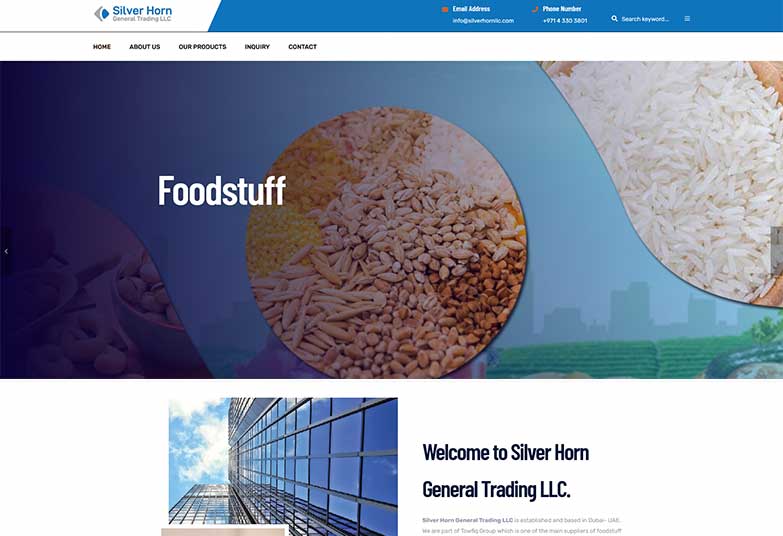 Silver Horn
General Trading LLC
Email Address
info@silverhornllc.com
Phone Number
+971 4 330 3801
Search keyword...
HOME ABOUT US OUR PRODUCTS INQUIRY CONTACT
Foodstuff
Welcome to Silver Horn
General Trading LLC.
Silver Horn General Trading LLC is established and based in Dubai- UAE.
We are part of Towfiq Group which is one of the main suppliers of foodstuff